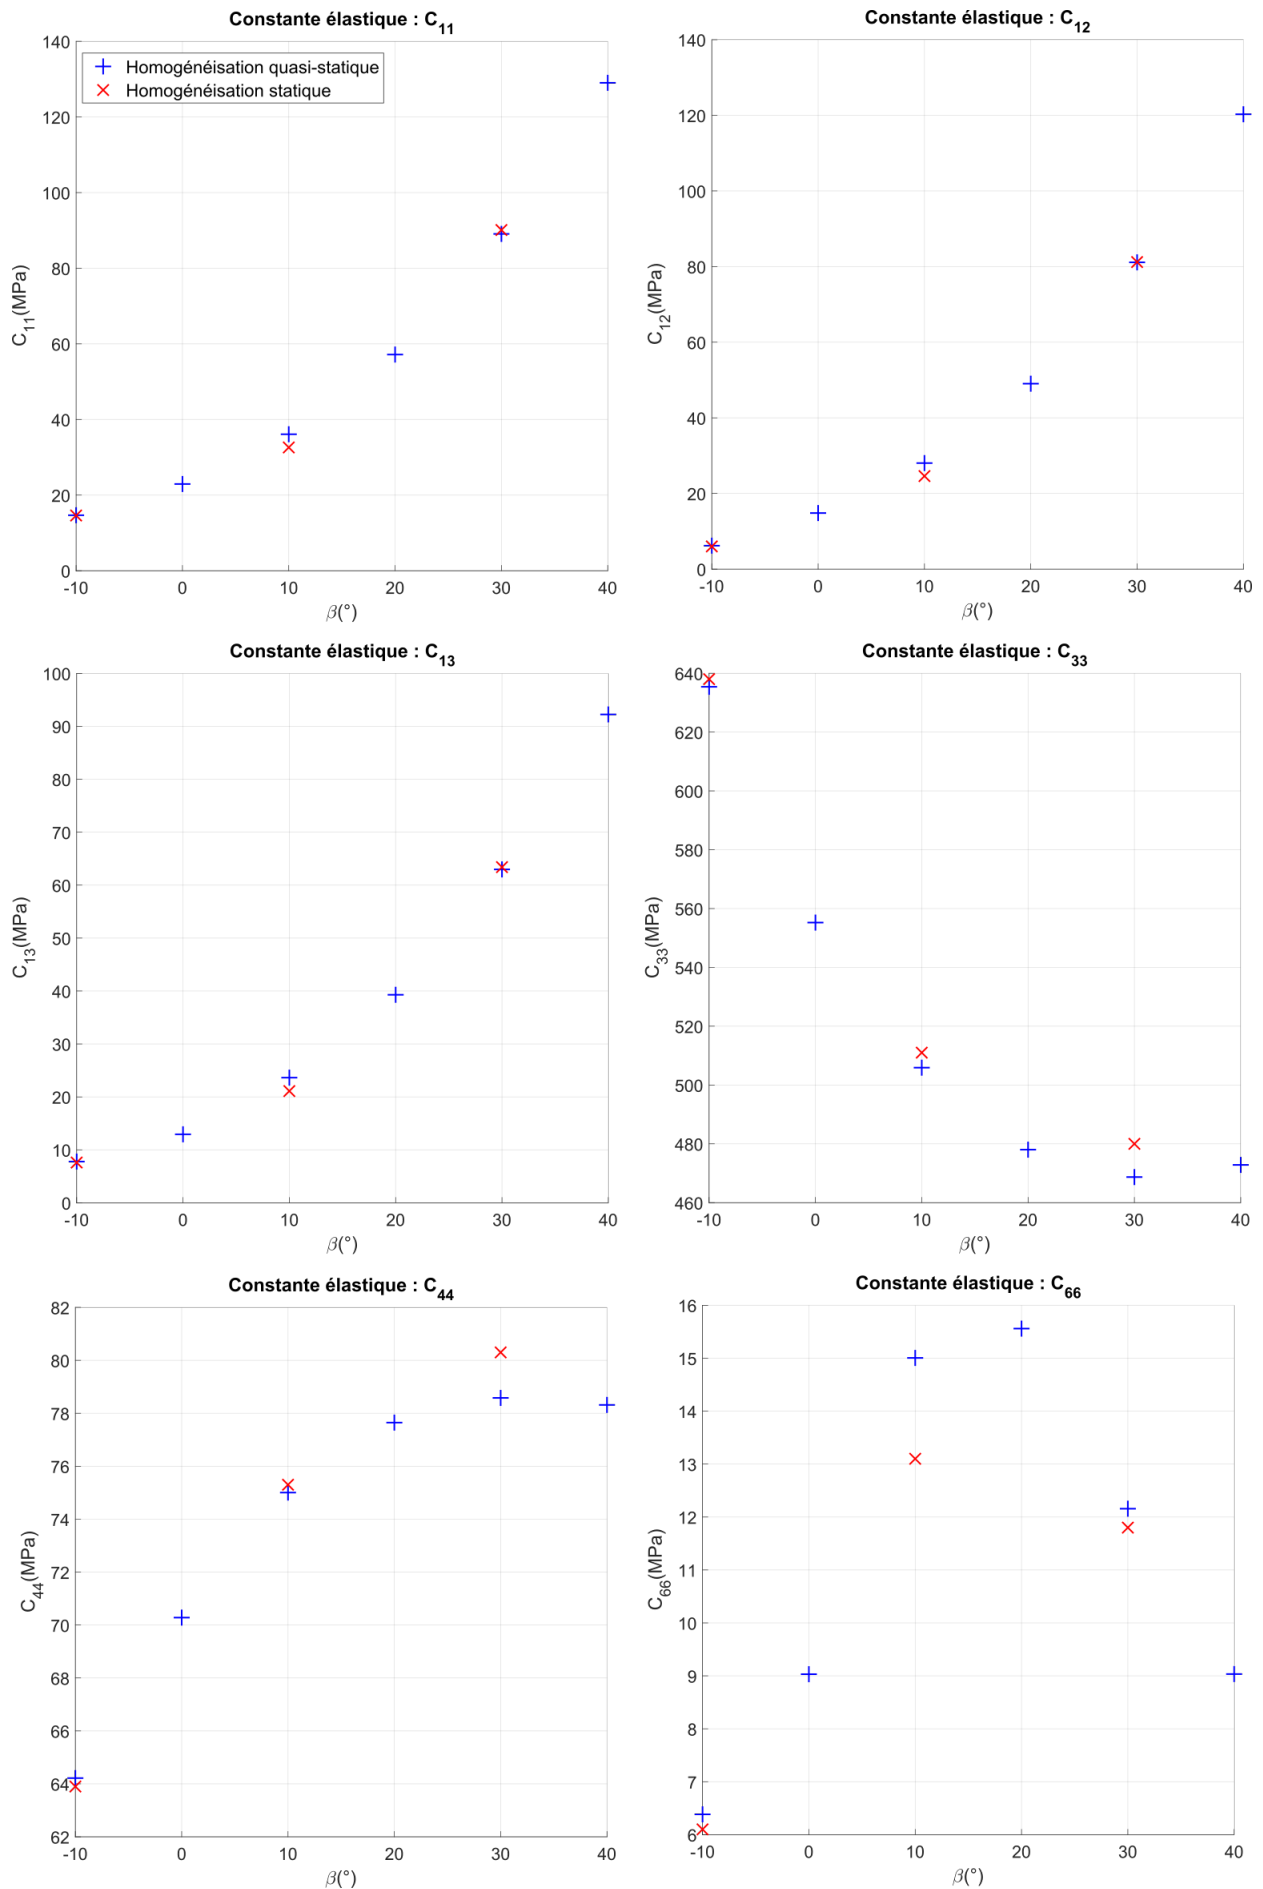 Constante élastique : C11
140
120
100
80
60
40
20
0
C11(MPa)
Homogénéisation quasi-statique
Homogénéisation statique
-10 0 10 20 30 40
β(°)
Constante élastique : C12
140
120
100
80
60
40
20
0
C12(MPa)
-10 0 10 20 30 40
β(°)
Constante élastique : C13
100
90
80
70
60
50
40
30
20
10
0
C13(MPa)
-10 0 10 20 30 40
β(°)
Constante élastique : C33
640
620
600
580
560
540
520
500
480
460
C33(MPa)
-10 0 10 20 30 40
β(°)
Constante élastique : C44
82
80
78
76
74
72
70
68
66
64
62
C44(MPa)
-10 0 10 20 30 40
β(°)
Constante élastique : C66
16
15
14
13
12
11
10
9
8
7
6
C66(MPa)
-10 0 10 20 30 40
β(°)